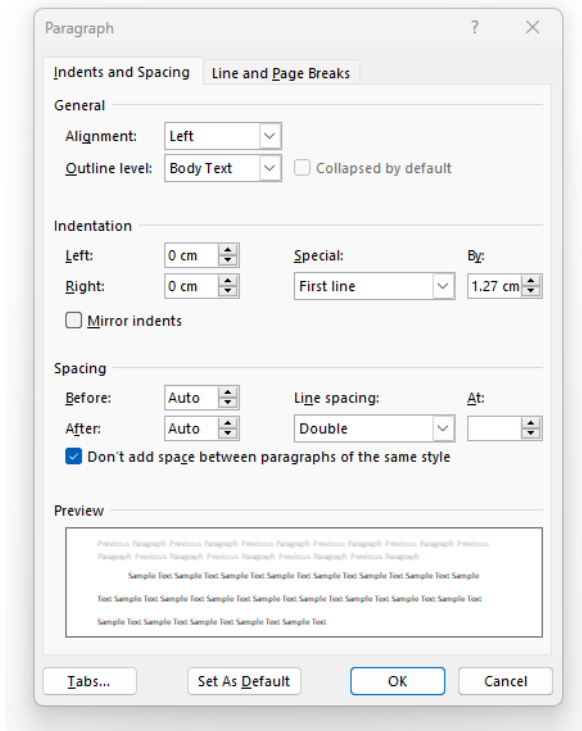 Paragraph ?
Indents and Spacing Line and Page Breaks
General
Alignment: Left
Outline level: Body Text Collapsed by default
Indentation
Left: 0 cm Special: By:
Right: 0 cm First line 1.27 cm
Mirror indents
Spacing
Before: Auto Line spacing: At:
After: Auto Double
Don't add space between paragraphs of the same style
Preview
Previous Paragraph Previous Paragraph Previous Paragraph Previous Paragraph Previous Paragraph Previous
Paragraph Previous Paragraph Previous Paragraph Previous Paragraph Previous Paragraph
Sample Text Sample Text Sample Text Sample Text Sample Text Sample Text Sample Text Sample Text Sample
Text Sample Text Sample Text Sample Text Sample Text Sample Text Sample Text Sample Text Sample Text
Sample Text Sample Text Sample Text Sample Text Sample Text
Tabs... Set As Default OK Cancel